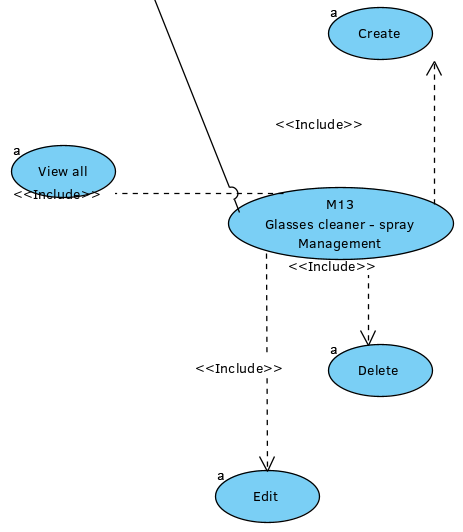 a
Create
<<Include>>
a
View all
<<Include>>
M13
Glasses cleaner - spray
Management
<<Include>>
a
Delete
<<Include>>
a
Edit